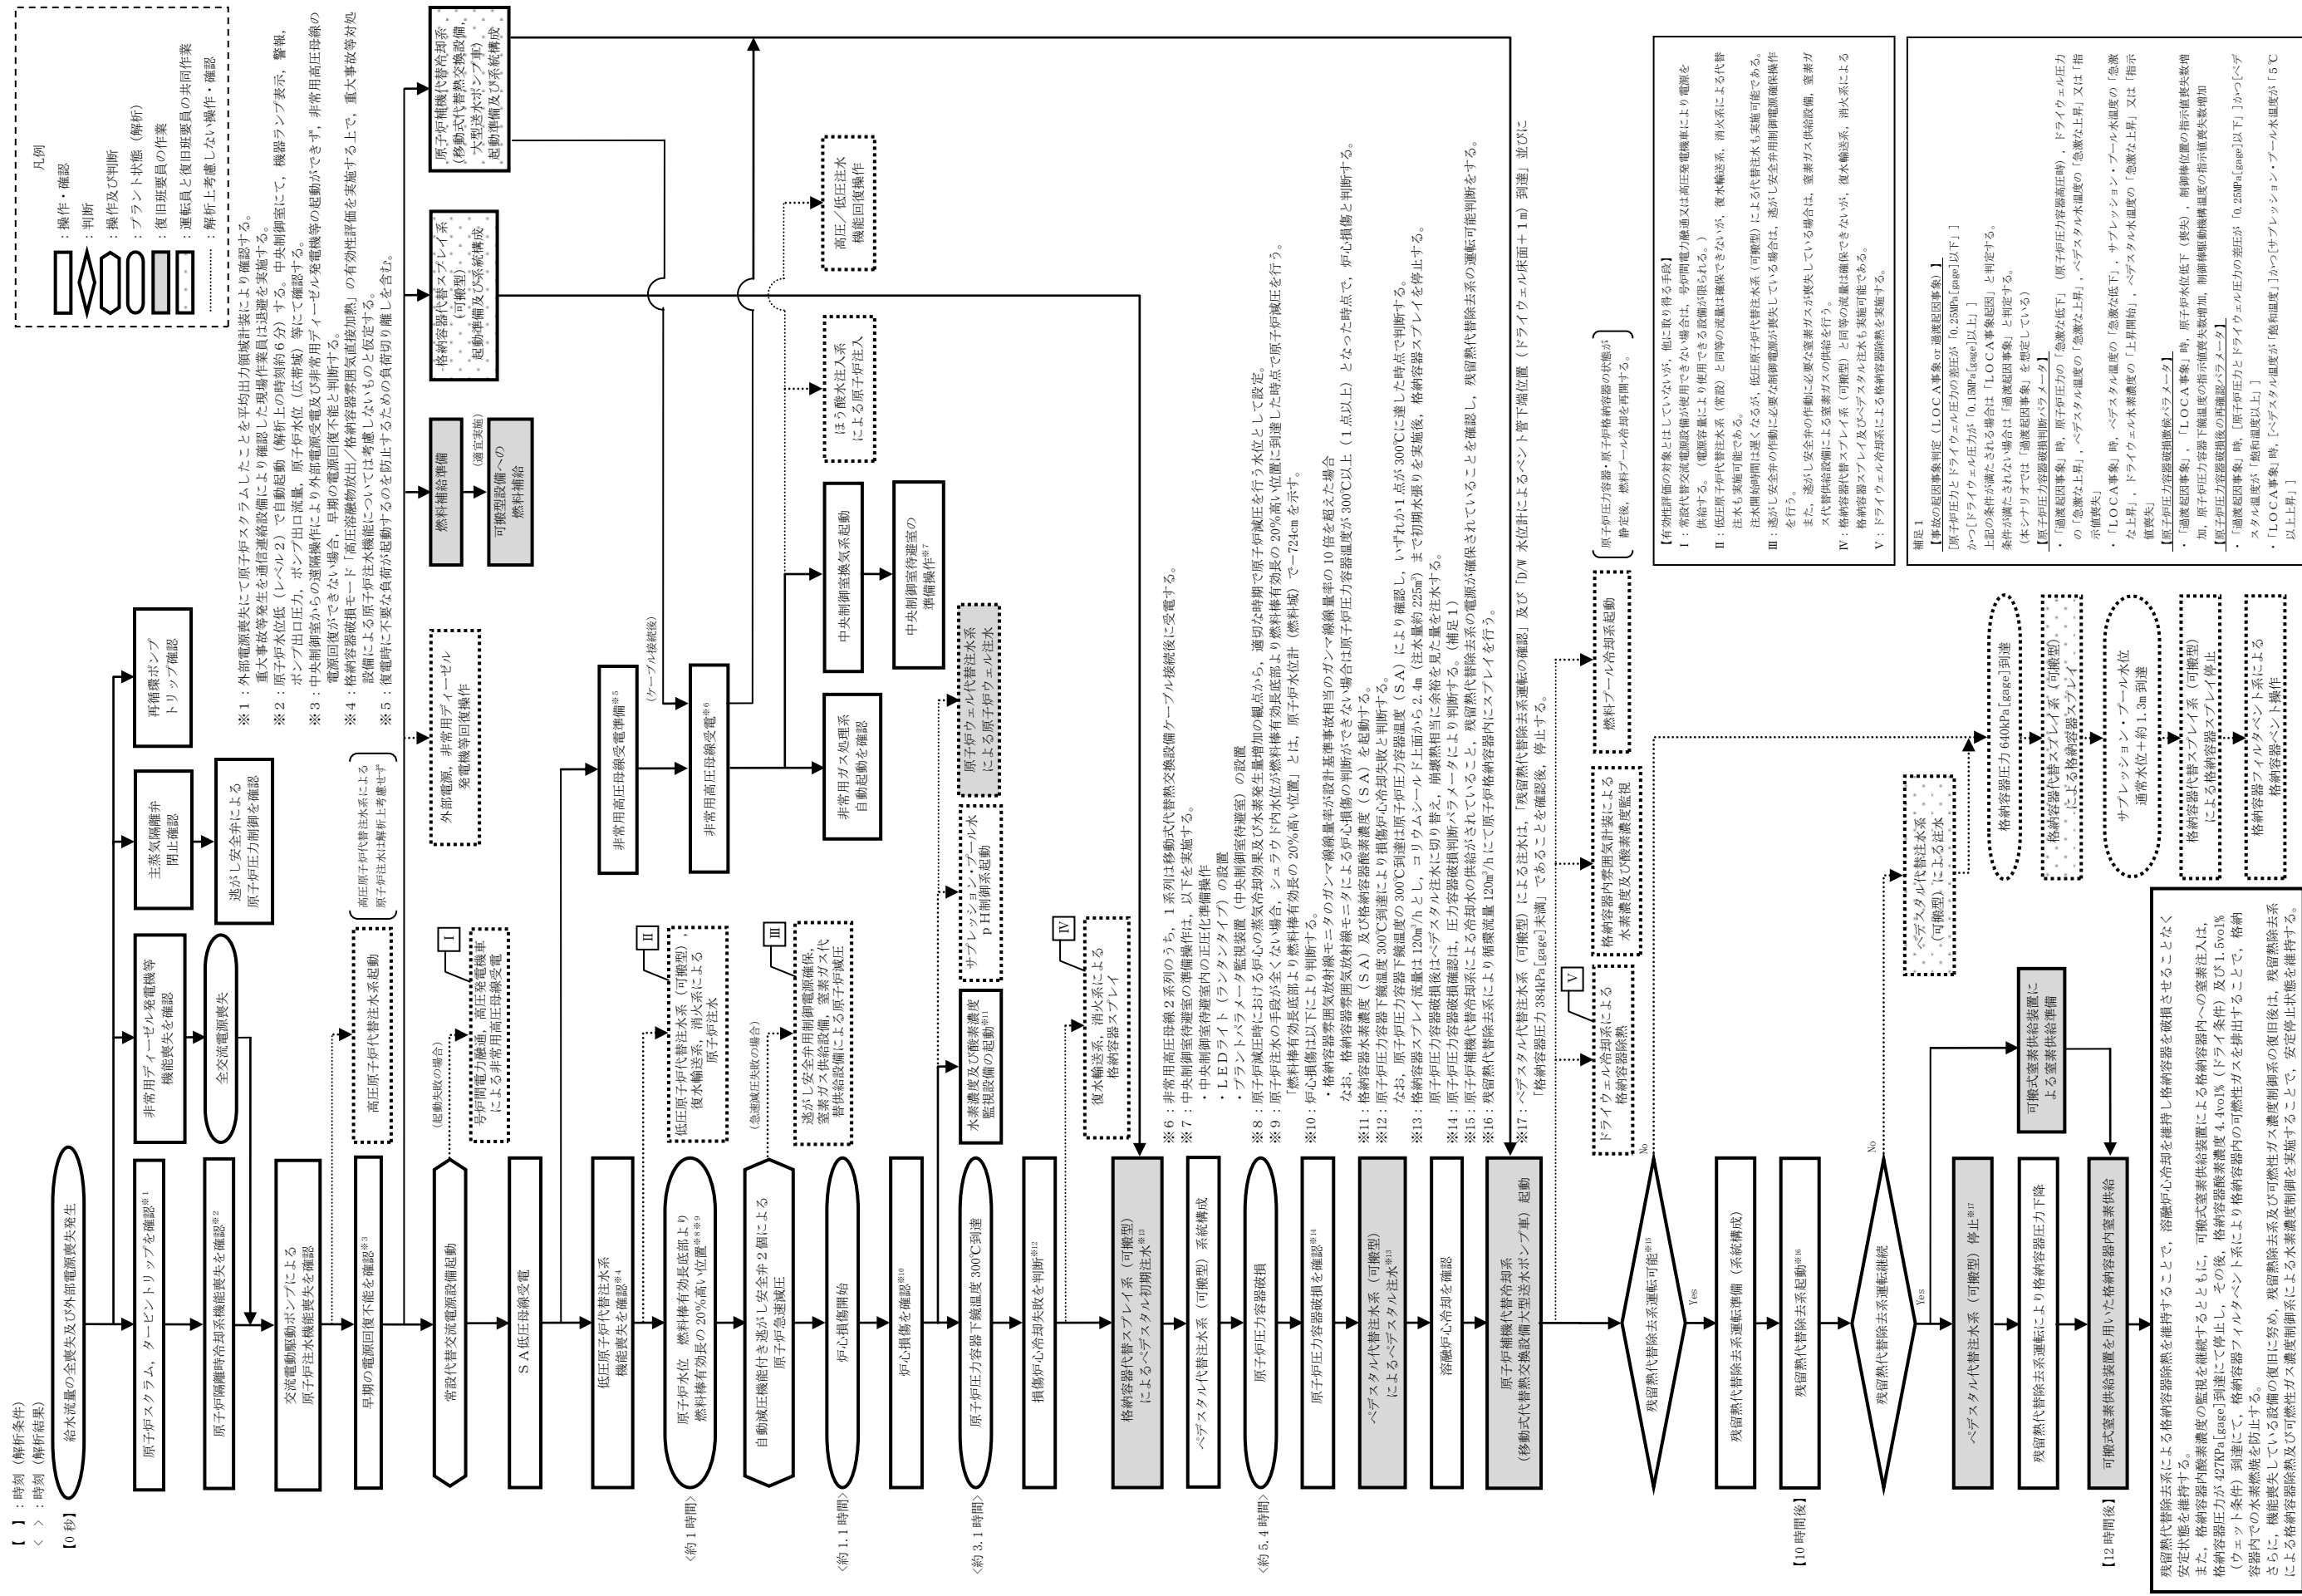 【　】：時刻（解析条件）
＜　＞：時刻（解析結果）
凡例
：操作・確認
：判断
：操作及び判断
：プラント状態（解析）
：復旧班要員の作業
：運転員と復旧班要員の共同作業
：解析上考慮しない操作・確認
【0秒】
給水流量の全喪失及び外部電源喪失発生
原子炉スクラム，タービントリップを確認※1
非常用ディーゼル発電機等
機能喪失を確認
主蒸気隔離弁
閉止確認
再循環ポンプ
トリップ確認
原子炉隔離時冷却系機能喪失を確認※2
全交流電源喪失
逃がし安全弁による
原子炉圧力制御を確認
交流電動駆動ポンプによる
原子炉注水機能喪失を確認
早期の電源回復不能を確認※3
高圧原子炉代替注水系起動
高圧原子炉代替注水系による
原子炉注水は解析上考慮せず
※1：外部電源喪失にて原子炉スクラムしたことを平均出力領域計装により確認する。
重大事故等発生を通信連絡設備により確認した現場作業員は退避を実施する。
※2：原子炉水位低（レベル2）で自動起動（解析上の時刻約6分）する。中央制御室にて，機器ランプ表示，警報，
ポンプ出口圧力，ポンプ出口流量，原子炉水位（広帯域）等にて確認する。
※3：中央制御室からの遠隔操作により外部電源受電及び非常用ディーゼル発電機等の起動ができず，非常用高圧母線の
電源回復ができない場合，早期の電源回復不能と判断する。
※4：格納容器破損モード「高圧溶融物放出／格納容器雰囲気直接加熱」の有効性評価を実施する上で，重大事故等対処
設備による原子炉注水機能については考慮しないものと仮定する。
※5：復電時に不要な負荷が起動するのを防止するための負荷切り離しを含む。
常設代替交流電源設備起動
（起動失敗の場合）
Ⅰ
号炉間電力融通，高圧発電機車
による非常用高圧母線受電
外部電源，非常用ディーゼル
発電機等回復操作
燃料補給準備
（適宜実施）
可搬型設備への
燃料補給
格納容器代替スプレイ系
（可搬型）
起動準備及び系統構成
原子炉補機代替冷却系
（移動式代替熱交換設備，
大型送水ポンプ車）
起動準備及び系統構成
ＳＡ低圧母線受電
低圧原子炉代替注水系
機能喪失を確認※4
非常用高圧母線受電準備※5
（ケーブル接続後）
非常用高圧母線受電※6
Ⅱ
低圧原子炉代替注水系（可搬型），
復水輸送系，消火系による
原子炉注水
＜約1時間＞
原子炉水位　燃料棒有効長底部より
燃料棒有効長の20％高い位置※8※9
自動減圧機能付き逃がし安全弁2個による
原子炉急速減圧
（急速減圧失敗の場合）
Ⅲ
逃がし安全弁用制御電源確保，
窒素ガス供給設備，窒素ガス代
替供給設備による原子炉減圧
非常用ガス処理系
自動起動を確認
中央制御室換気系起動
中央制御室待避室の
準備操作※7
ほう酸水注入系
による原子炉注入
高圧／低圧注水
機能回復操作
＜約1.1時間＞
炉心損傷開始
炉心損傷を確認※10
水素濃度及び酸素濃度
監視設備の起動※11
サプレッション・プール水
ｐＨ制御系起動
原子炉ウェル代替注水系
による原子炉ウェル注水
＜約3.1時間＞
原子炉圧力容器下鏡温度300℃到達
損傷炉心冷却失敗を判断※12
Ⅳ
復水輸送系，消火系による
格納容器スプレイ
格納容器代替スプレイ系（可搬型）
によるペデスタル初期注水※13
ペデスタル代替注水系（可搬型）系統構成
＜約5.4時間＞
原子炉圧力容器破損
原子炉圧力容器破損を確認※14
ペデスタル代替注水系（可搬型）
によるペデスタル注水※13
溶融炉心冷却を確認
原子炉補機代替冷却系
（移動式代替熱交換設備大型送水ポンプ車）起動
※6：非常用高圧母線2系列のうち，1系列は移動式代替熱交換設備ケーブル接続後に受電する。
※7：中央制御室待避室の準備操作は，以下を実施する。
・中央制御室待避室内の正圧化準備操作
・ＬＥＤライト（ランタンタイプ）の設置
・プラントパラメータ監視装置（中央制御室待避室）の設置
※8：原子炉減圧時における炉心の蒸気冷却効果及び水素発生量増加の観点から，適切な時期で原子炉減圧を行う水位として設定。
※9：原子炉注水の手段が全くない場合，シュラウド内水位が燃料棒有効長底部より燃料棒有効長の20％高い位置に到達した時点で原子炉減圧を行う。
「燃料棒有効長底部より燃料棒有効長の20％高い位置」とは，原子炉水位計（燃料域）で－724cmを示す。
※10：炉心損傷は以下により判断する。
・格納容器雰囲気放射線モニタのガンマ線線量率が設計基準事故相当のガンマ線線量率の10倍を超えた場合
なお，格納容器雰囲気放射線モニタによる炉心損傷の判断ができない場合は原子炉圧力容器温度が300℃以上（1点以上）となった時点で，炉心損傷と判断する。
※11：格納容器水素濃度（ＳＡ）及び格納容器酸素濃度（ＳＡ）を起動する。
※12：原子炉圧力容器下鏡温度300℃到達により損傷炉心冷却失敗と判断する。
なお，原子炉圧力容器下鏡温度の300℃到達は原子炉圧力容器温度（ＳＡ）により確認し，いずれか1点が300℃に達した時点で判断する。
※13：格納容器スプレイ流量は120m³/hとし，コリウムシールド上面から2.4m（注水量約225m³）まで初期水張りを実施後，格納容器スプレイを停止する。
原子炉圧力容器破損後はペデスタル注水に切り替え，崩壊熱相当に余裕を見た量を注水する。
※14：原子炉圧力容器破損確認は，圧力容器破損判断パラメータにより判断する。（補足1）
※15：原子炉補機代替冷却系による冷却水の供給がされていること，残留熱代替除去系の電源が確保されていることを確認し，残留熱代替除去系の運転可能判断をする。
※16：残留熱代替除去系により循環流量120m³/hにて原子炉格納容器内にスプレイを行う。
※17：ペデスタル代替注水系（可搬型）による注水は，「残留熱代替除去系運転の確認」及び「D/W水位計によるペント管下端位置（ドライウェル床面＋1m）到達」並びに
「格納容器圧力384kPa[gage]未満」であることを確認後，停止する。
Ⅴ
ドライウェル冷却系による
格納容器除熱
格納容器内雰囲気計装による
水素濃度及び酸素濃度監視
燃料プール冷却系起動
原子炉圧力容器・原子炉格納容器の状態が
静定後，燃料プール冷却を再開する。
残留熱代替除去系運転可能※15
No
Yes
残留熱代替除去系運転準備（系統構成）
【10時間後】
残留熱代替除去系起動※16
残留熱代替除去系運転継続
No
Yes
ペデスタル代替注水系
（可搬型）による注水
ペデスタル代替注水系（可搬型）停止※17
可搬式窒素供給装置に
よる窒素供給準備
残留熱代替除去系運転により格納容器圧力下降
【12時間後】
可搬式窒素供給装置を用いた格納容器内窒素供給
格納容器圧力640kPa[gage]到達
格納容器代替スプレイ系（可搬型）
による格納容器スプレイ
サプレッション・プール水位
通常水位＋約1.3m到達
格納容器代替スプレイ系（可搬型）
による格納容器スプレイ停止
格納容器フィルタベント系による
格納容器ベント操作
残留熱代替除去系による格納容器除熱を維持することで，溶融炉心冷却を維持し格納容器を破損させることなく
安定状態を維持する。
また，格納容器内酸素濃度の監視を継続するとともに，可搬式窒素供給装置による格納容器内への窒素注入は，
格納容器圧力が427KPa[gage]到達にて停止し，その後，格納容器酸素濃度4.4vol％（ドライ条件）及び1.5vol％
（ウェット条件）到達にて，格納容器フィルタベント系により格納容器内の可燃性ガスを排出することで，格納
容器内での水素燃焼を防止する。
さらに，機能喪失している設備の復旧に努め，残留熱除去系及び可燃性ガス濃度制御系の復旧後は，残留熱除去系
による格納容器除熱及び可燃性ガス濃度制御系による水素濃度制御を実施することで，安定停止状態を維持する。
【有効性評価の対象とはしていないが，他に取り得る手段】
Ⅰ：常設代替交流電源設備が使用できない場合は，号炉間電力融通又は高圧発電機車により電源を
供給する。（電源容量により使用できる設備が限られる。）
Ⅱ：低圧原子炉代替注水系（常設）と同等の流量は確保できないが，復水輸送系，消火系による代替
注水も実施可能である。
注水開始時間は遅くなるが，低圧原子炉代替注水系（可搬型）による代替注水も実施可能である。
Ⅲ：逃がし安全弁の作動に必要な制御電源が喪失している場合は，逃がし安全弁用制御電源確保操作
を行う。
また，逃がし安全弁の作動に必要な窒素ガスが喪失している場合は，窒素ガス供給設備，窒素ガ
ス代替供給設備による窒素ガスの供給を行う。
Ⅳ：格納容器代替スプレイ系（可搬型）と同等の流量は確保できないが，復水輸送系，消火系による
格納容器スプレイ及びペデスタル注水も実施可能である。
Ⅴ：ドライウェル冷却系による格納容器除熱を実施する。
補足1
【事故の起因事象判定（ＬＯＣＡ事象or過渡起因事象）】
[原子炉圧力とドライウェル圧力の差圧が「0.25MPa[gage]以下」]
かつ[ドライウェル圧力が「0.15MPa[gage]以上」]
上記の条件が満たされる場合は「ＬＯＣＡ事象起因」と判定する。
条件が満たされない場合は「過渡起因事象」と判定する。
（本シナリオでは「過渡起因事象」を想定している）
【原子炉圧力容器破損判断パラメータ】
・「過渡起因事象」時，原子炉圧力の「急激な低下」（原子炉圧力容器高圧時），ドライウェル圧力
の「急激な上昇」，ペデスタル温度の「急激な上昇」，ペデスタル水温度の「急激な上昇」又は「指
示値喪失」
・「ＬＯＣＡ事象」時，ペデスタル温度の「急激な低下」，サプレッション・プール水温度の「急激
な上昇」，ドライウェル水素濃度の「上昇開始」，ペデスタル水温度の「急激な上昇」又は「指示
値喪失」
【原子炉圧力容器破損徴候パラメータ】
・「過渡起因事象」，「ＬＯＣＡ事象」時，原子炉水位低下（喪失），制御棒位置の指示値喪失数増
加，原子炉圧力容器下鏡温度の指示値喪失数増加，制御棒駆動機構温度の指示値喪失数増加
【原子炉圧力容器破損後の再確認パラメータ】
・「過渡起因事象」時，[原子炉圧力とドライウェル圧力の差圧が「0.25MPa[gage]以下」]かつ[ペデ
スタル温度が「飽和温度以上」]
・「ＬＯＣＡ事象」時，[ペデスタル温度が「飽和温度」]かつ[サプレッション・プール水温度が「5℃
以上上昇」]